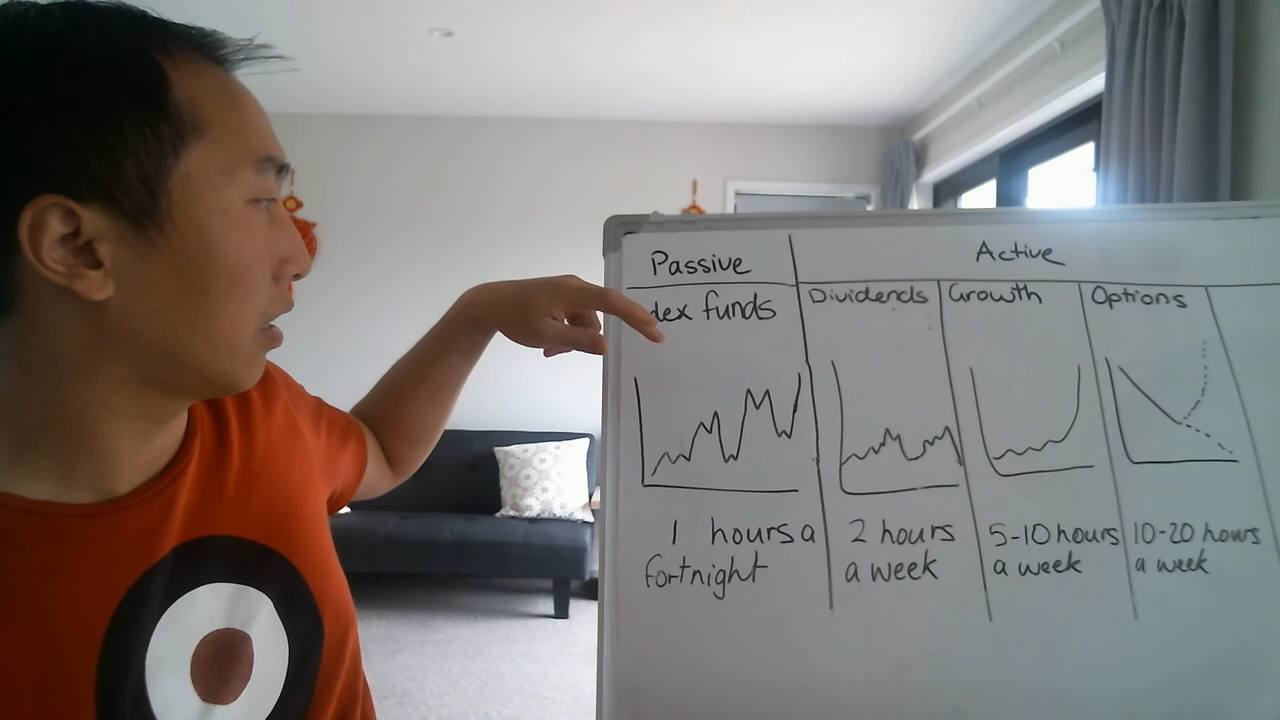 Passive
Active
dex funds
Dividends
Growth
Options
1 hours a
fortnight
2 hours
a week
5-10 hours
a week
10-20 hours
a week